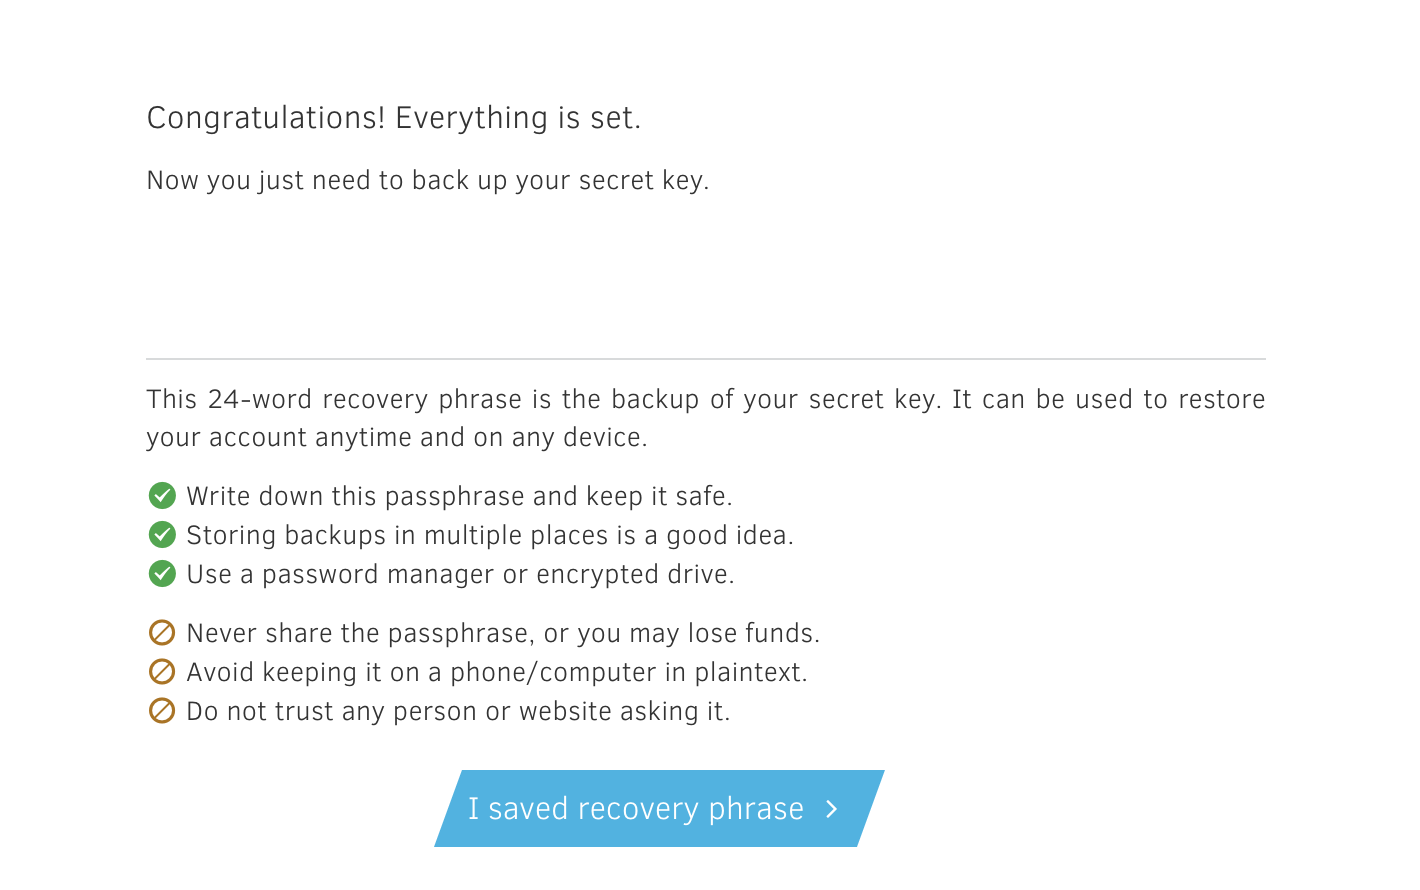 Congratulations! Everything is set.
Now you just need to back up your secret key.
This 24-word recovery phrase is the backup of your secret key. It can be used to restore
your account anytime and on any device.
Write down this passphrase and keep it safe.
Storing backups in multiple places is a good idea.
Use a password manager or encrypted drive.
Never share the passphrase, or you may lose funds.
Avoid keeping it on a phone/computer in plaintext.
Do not trust any person or website asking it.
I saved recovery phrase